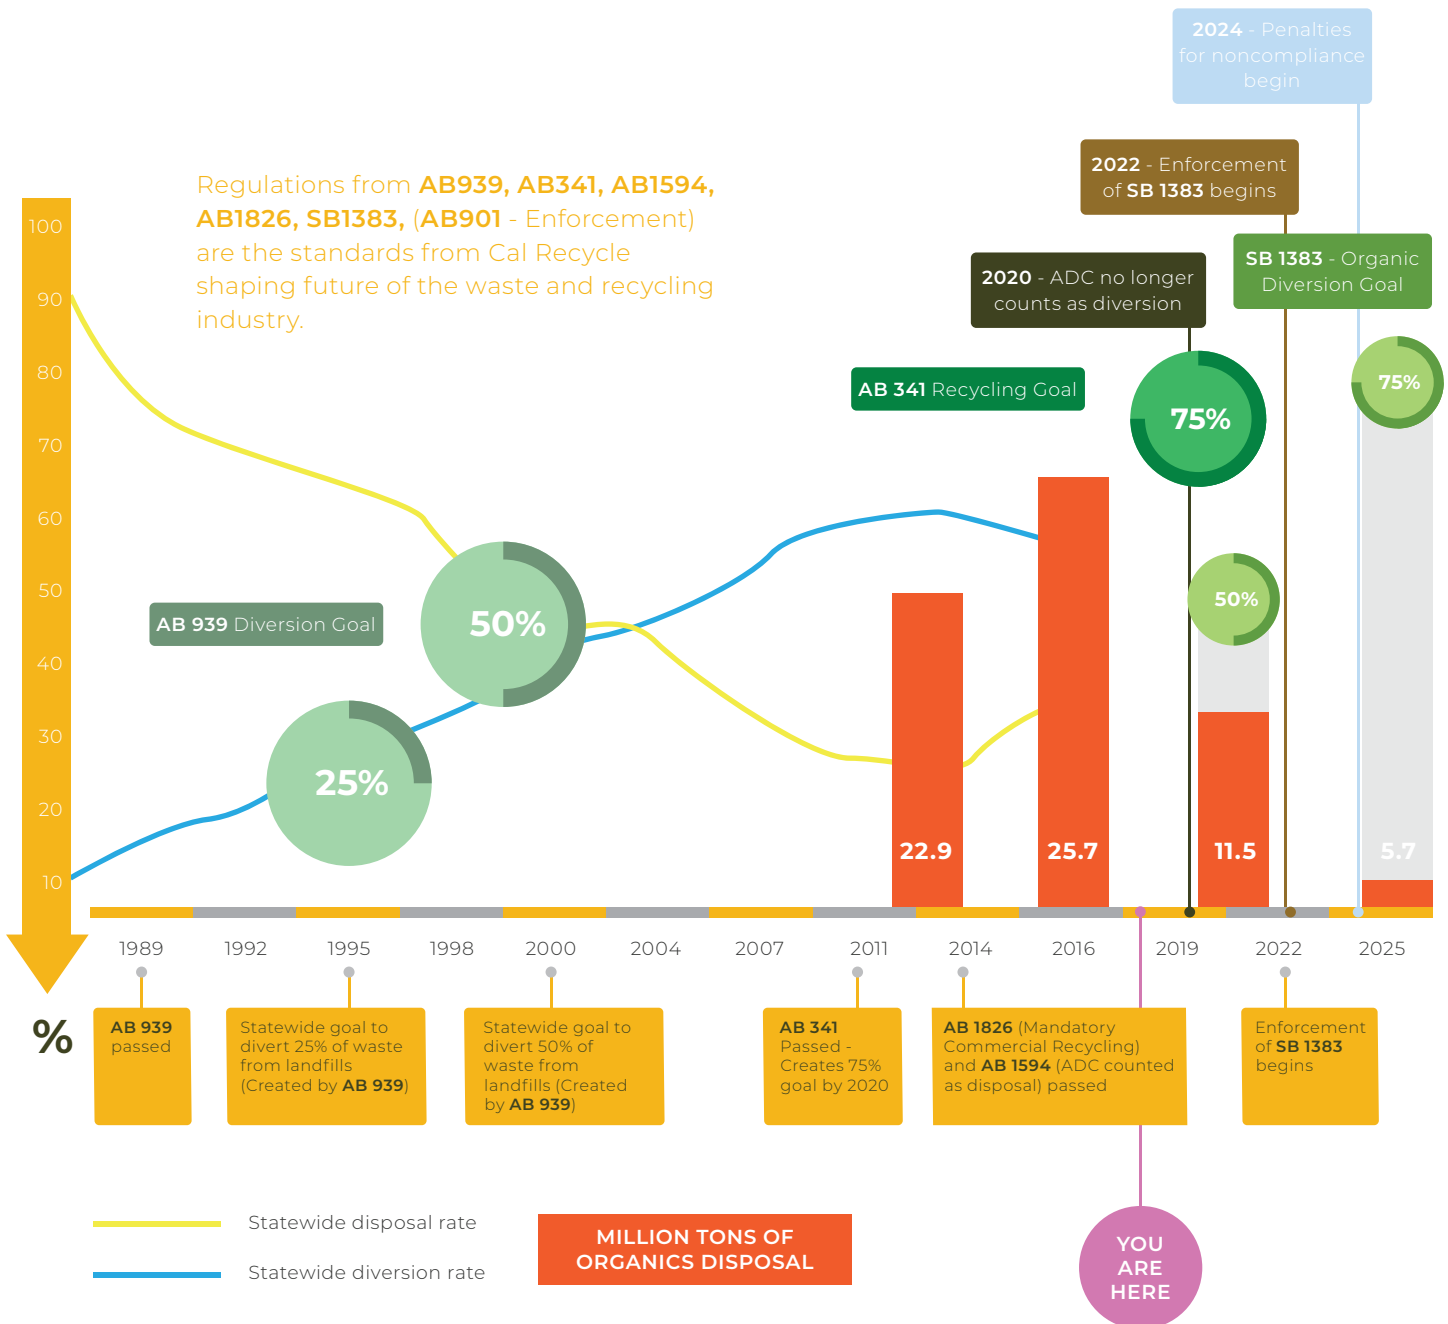 2024 - Penalties
for noncompliance
begin
2022 - Enforcement
of SB 1383 begins
Regulations from AB939, AB341, AB1594,
AB1826, SB1383, (AB901 - Enforcement)
are the standards from Cal Recycle
shaping future of the waste and recycling
industry.
SB 1383 - Organic
Diversion Goal
2020 - ADC no longer
counts as diversion
AB 341 Recycling Goal
75%
75%
50%
AB 939 Diversion Goal
50%
25%
100
90
80
70
60
50
40
30
20
10
%
22.9
25.7
11.5
5.7
1989
1992
1995
1998
2000
2004
2007
2011
2014
2016
2019
2022
2025
AB 939
passed
Statewide goal to
divert 25% of waste
from landfills
(Created by AB 939)
Statewide goal to
divert 50% of
waste from
landfills (Created
by AB 939)
AB 341
Passed -
Creates 75%
goal by 2020
AB 1826 (Mandatory
Commercial Recycling)
and AB 1594 (ADC counted
as disposal) passed
Enforcement
of SB 1383
begins
Statewide disposal rate
Statewide diversion rate
MILLION TONS OF
ORGANICS DISPOSAL
YOU
ARE
HERE